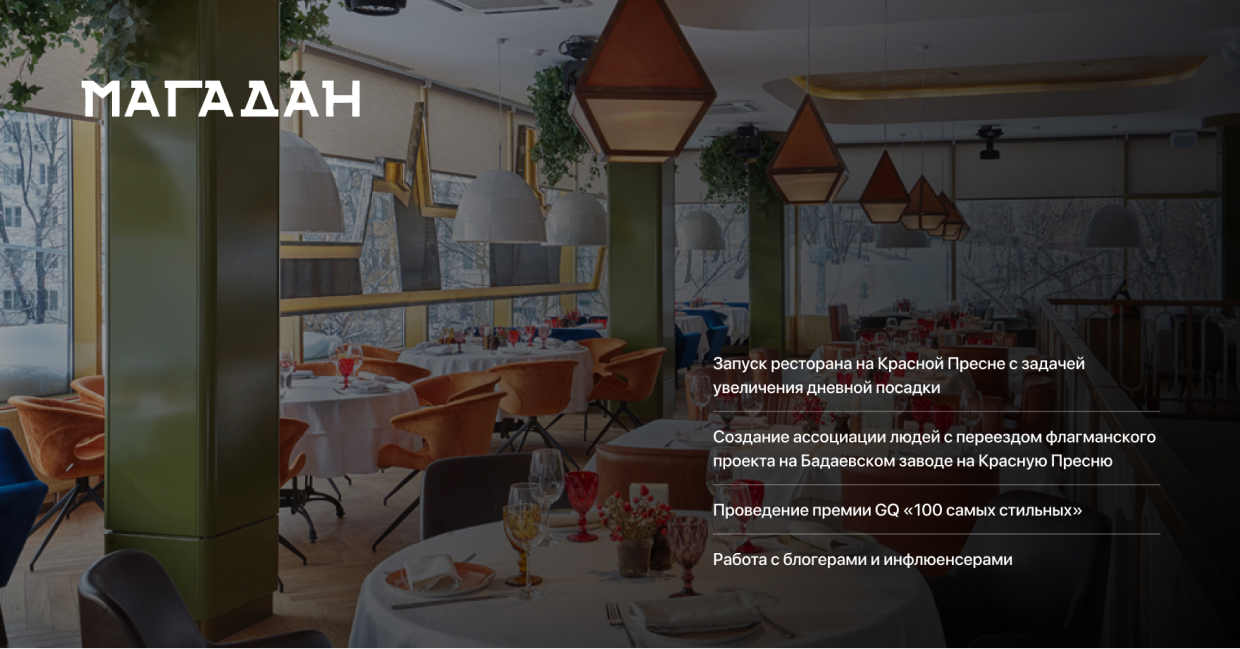 МАГАДАН
Запуск ресторана на Красной Пресне с задачей
увеличения дневной посадки
Создание ассоциации людей с переездом флагманского
проекта на Бадаевском заводе на Красную Пресню
Проведение премии GQ «100 самых стильных»
Работа с блогерами и инфлюенсерами